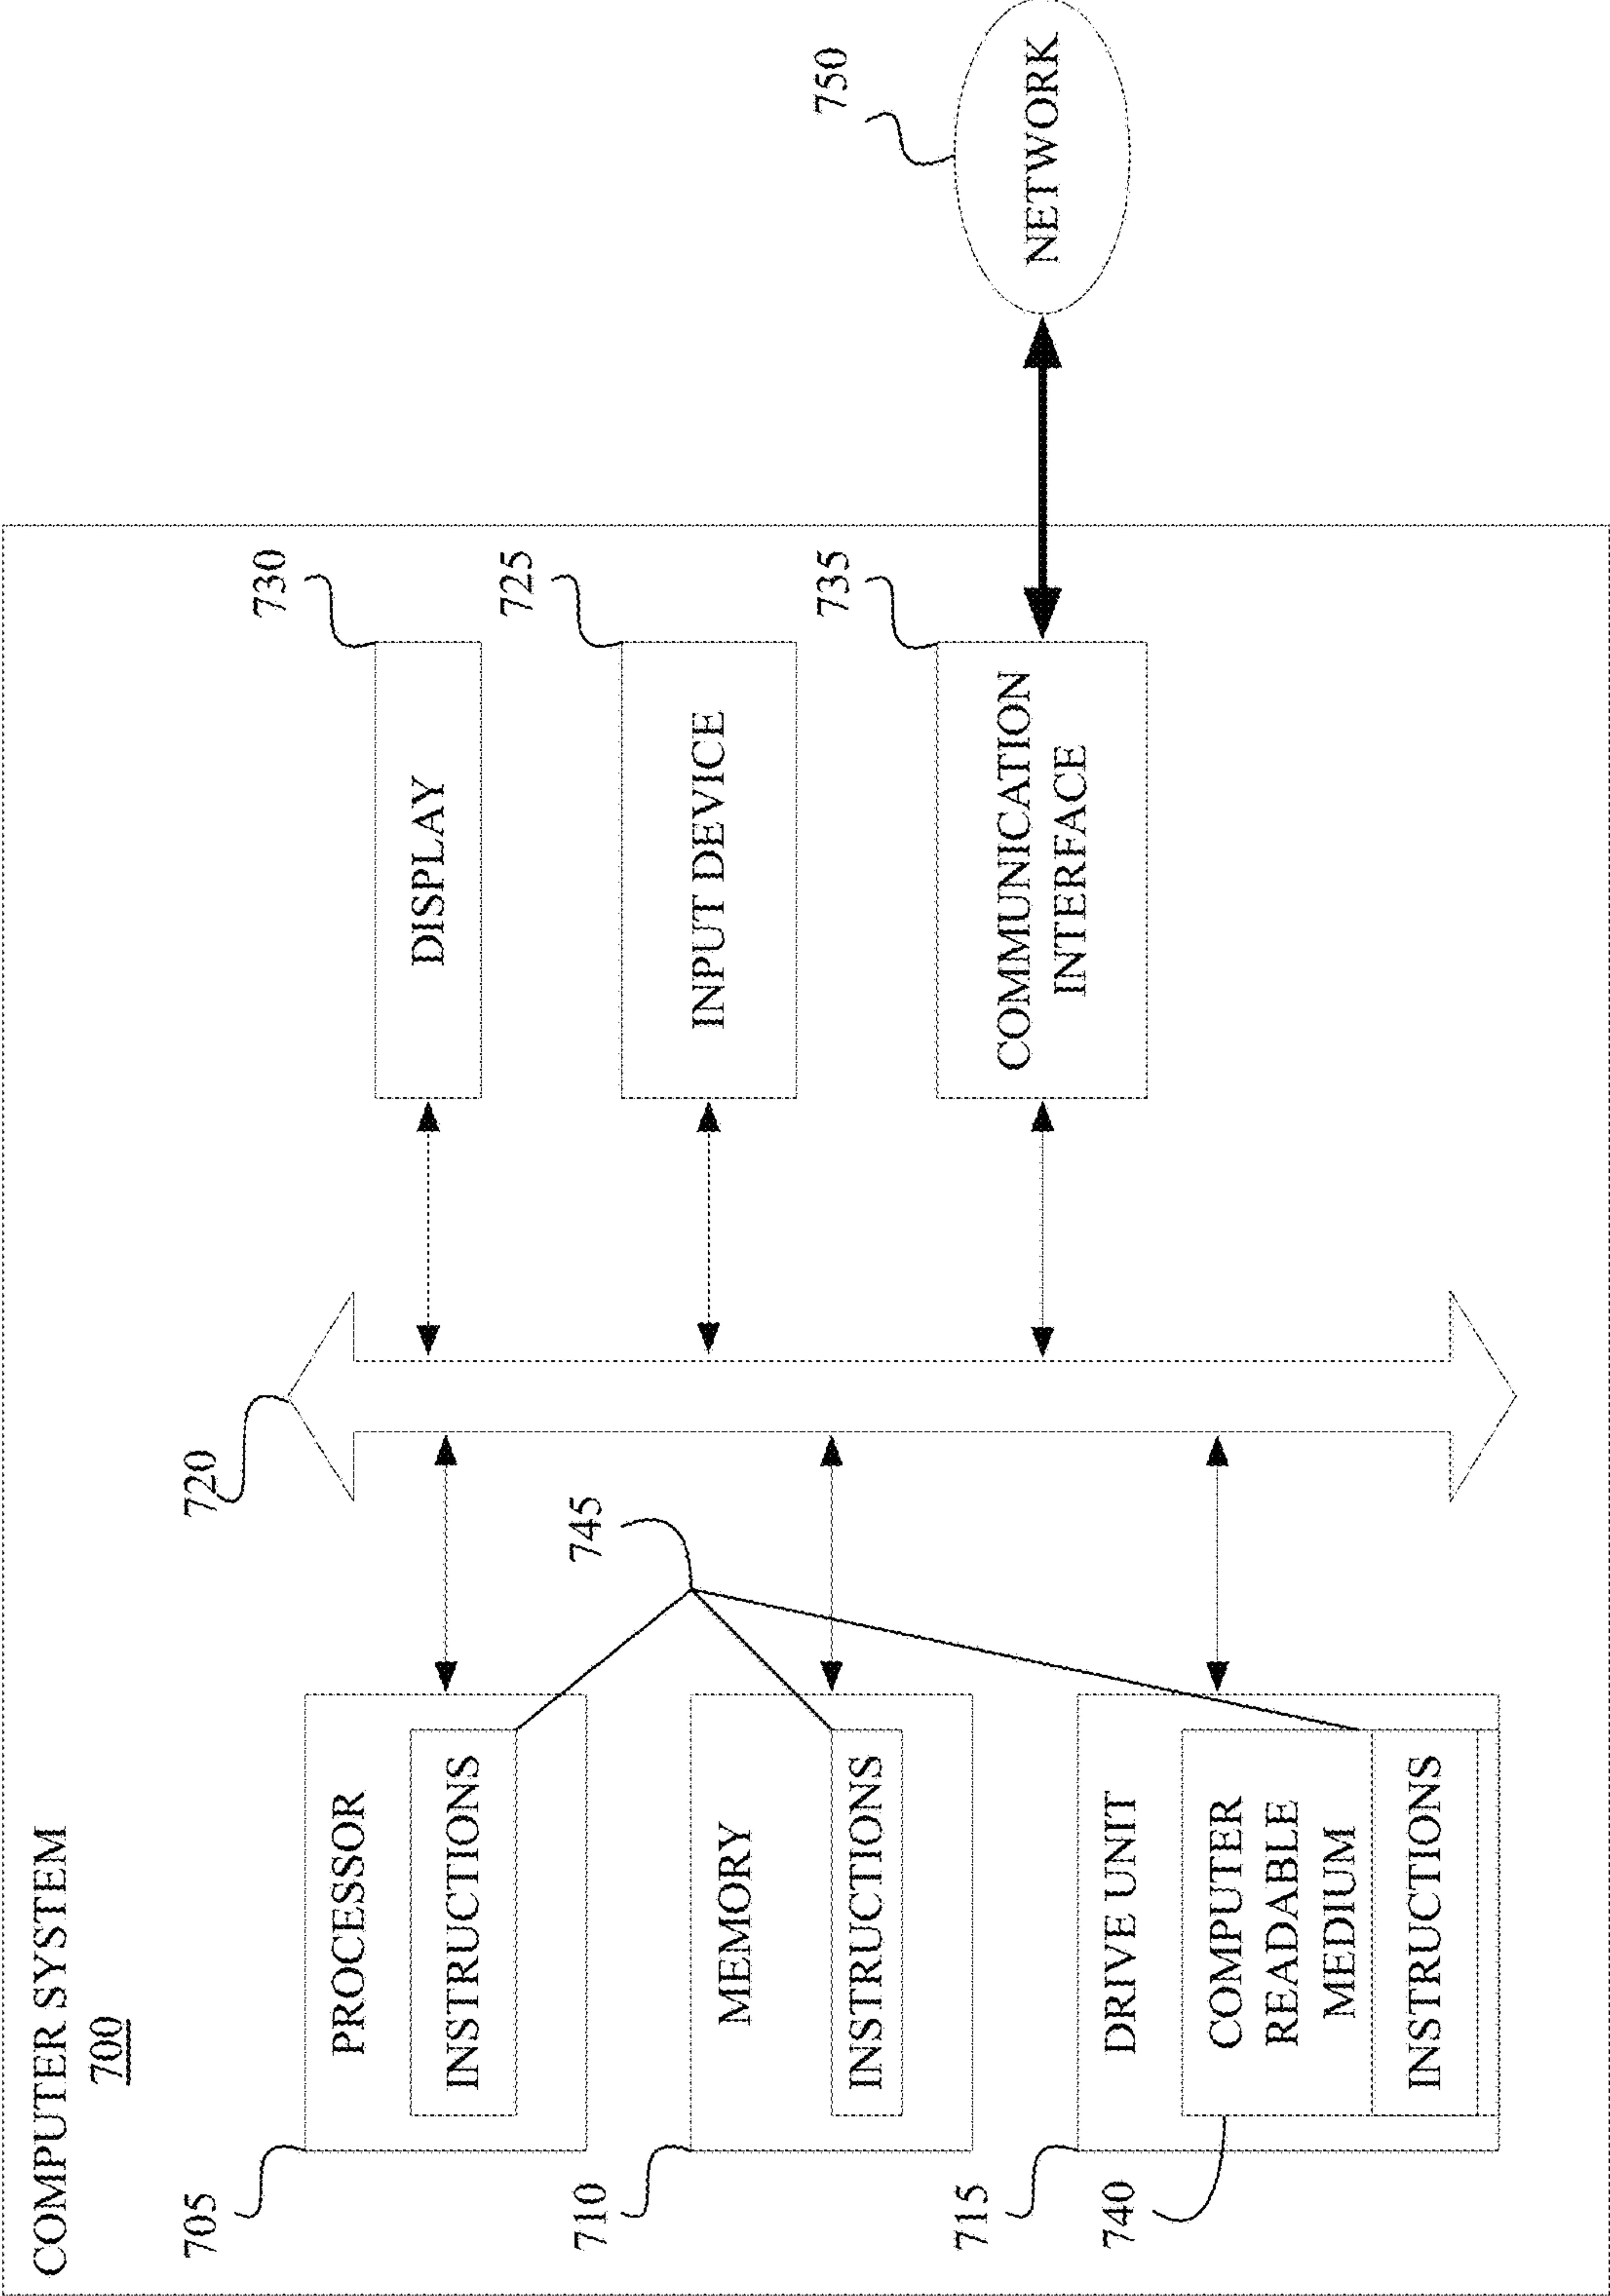 COMPUTER SYSTEM
700
720
705
PROCESSOR
INSTRUCTIONS
730
DISPLAY
745
725
INPUT DEVICE
710
MEMORY
INSTRUCTIONS
735
COMMUNICATION
INTERFACE
750
NETWORK
715
DRIVE UNIT
740
COMPUTER
READABLE
MEDIUM
INSTRUCTIONS